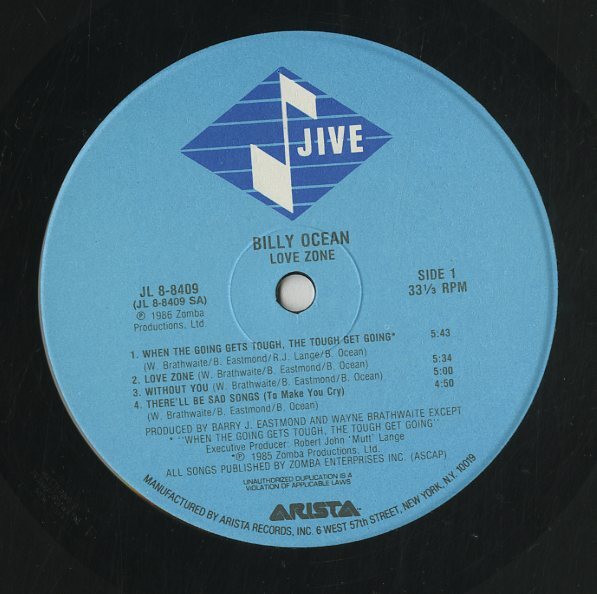 JIVE
BILLY OCEAN
LOVE ZONE
JL 8-8409
(JL 8-8409 SA)
℗ 1986 Zomba
Productions, Ltd.
SIDE 1
33⅓ RPM
1. WHEN THE GOING GETS TOUGH, THE TOUGH GET GOING* 5:43
(W. Brathwaite/B. Eastmond/R.J. Lange/B. Ocean)
2. LOVE ZONE (W. Brathwaite/B. Eastmond/B. Ocean) 5:34
3. WITHOUT YOU (W. Brathwaite/B. Eastmond/B. Ocean) 5:00
4. THERE'LL BE SAD SONGS (To Make You Cry) 4:50
(W. Brathwaite/B. Eastmond/B. Ocean)
PRODUCED BY BARRY J. EASTMOND AND WAYNE BRATHWAITE EXCEPT
* "WHEN THE GOING GETS TOUGH, THE TOUGH GET GOING"
Executive Producer: Robert John 'Mutt' Lange
*℗ 1985 Zomba Productions, Ltd.
ALL SONGS PUBLISHED BY ZOMBA ENTERPRISES INC. (ASCAP)
UNAUTHORIZED DUPLICATION IS A
VIOLATION OF APPLICABLE LAWS
ARISTA
MANUFACTURED BY ARISTA RECORDS, INC. 6 WEST 57th STREET, NEW YORK, N.Y. 10019